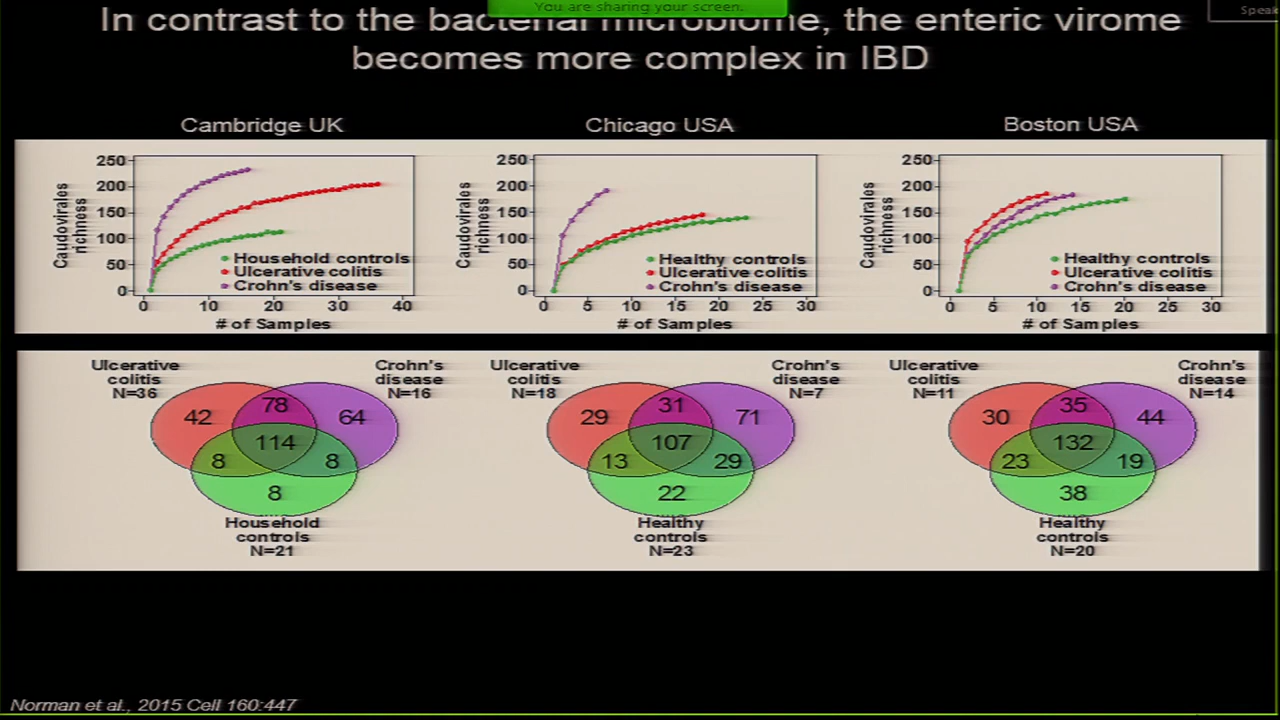 You are sharing your screen.
Speak
In contrast to the bacterial microbiome, the enteric virome
becomes more complex in IBD
Cambridge UK
Chicago USA
Boston USA
250
200
150
100
50
0
Caudovirales
richness
Household controls
Ulcerative colitis
Crohn's disease
0 10 20 30 40
# of Samples
250
200
150
100
50
0
Caudovirales
richness
Healthy controls
Ulcerative colitis
Crohn's disease
0 5 10 15 20 25 30
# of Samples
250
200
150
100
50
0
Caudovirales
richness
Healthy controls
Ulcerative colitis
Crohn's disease
0 5 10 15 20 25 30
# of Samples
Ulcerative
colitis
N=36
Crohn's
disease
N=16
42
78
64
114
8
8
8
Household
controls
N=21
Ulcerative
colitis
N=18
Crohn's
disease
N=7
29
31
71
107
13
29
22
Healthy
controls
N=23
Ulcerative
colitis
N=11
Crohn's
disease
N=14
30
35
44
132
23
19
38
Healthy
controls
N=20
Norman et al., 2015 Cell 160:447